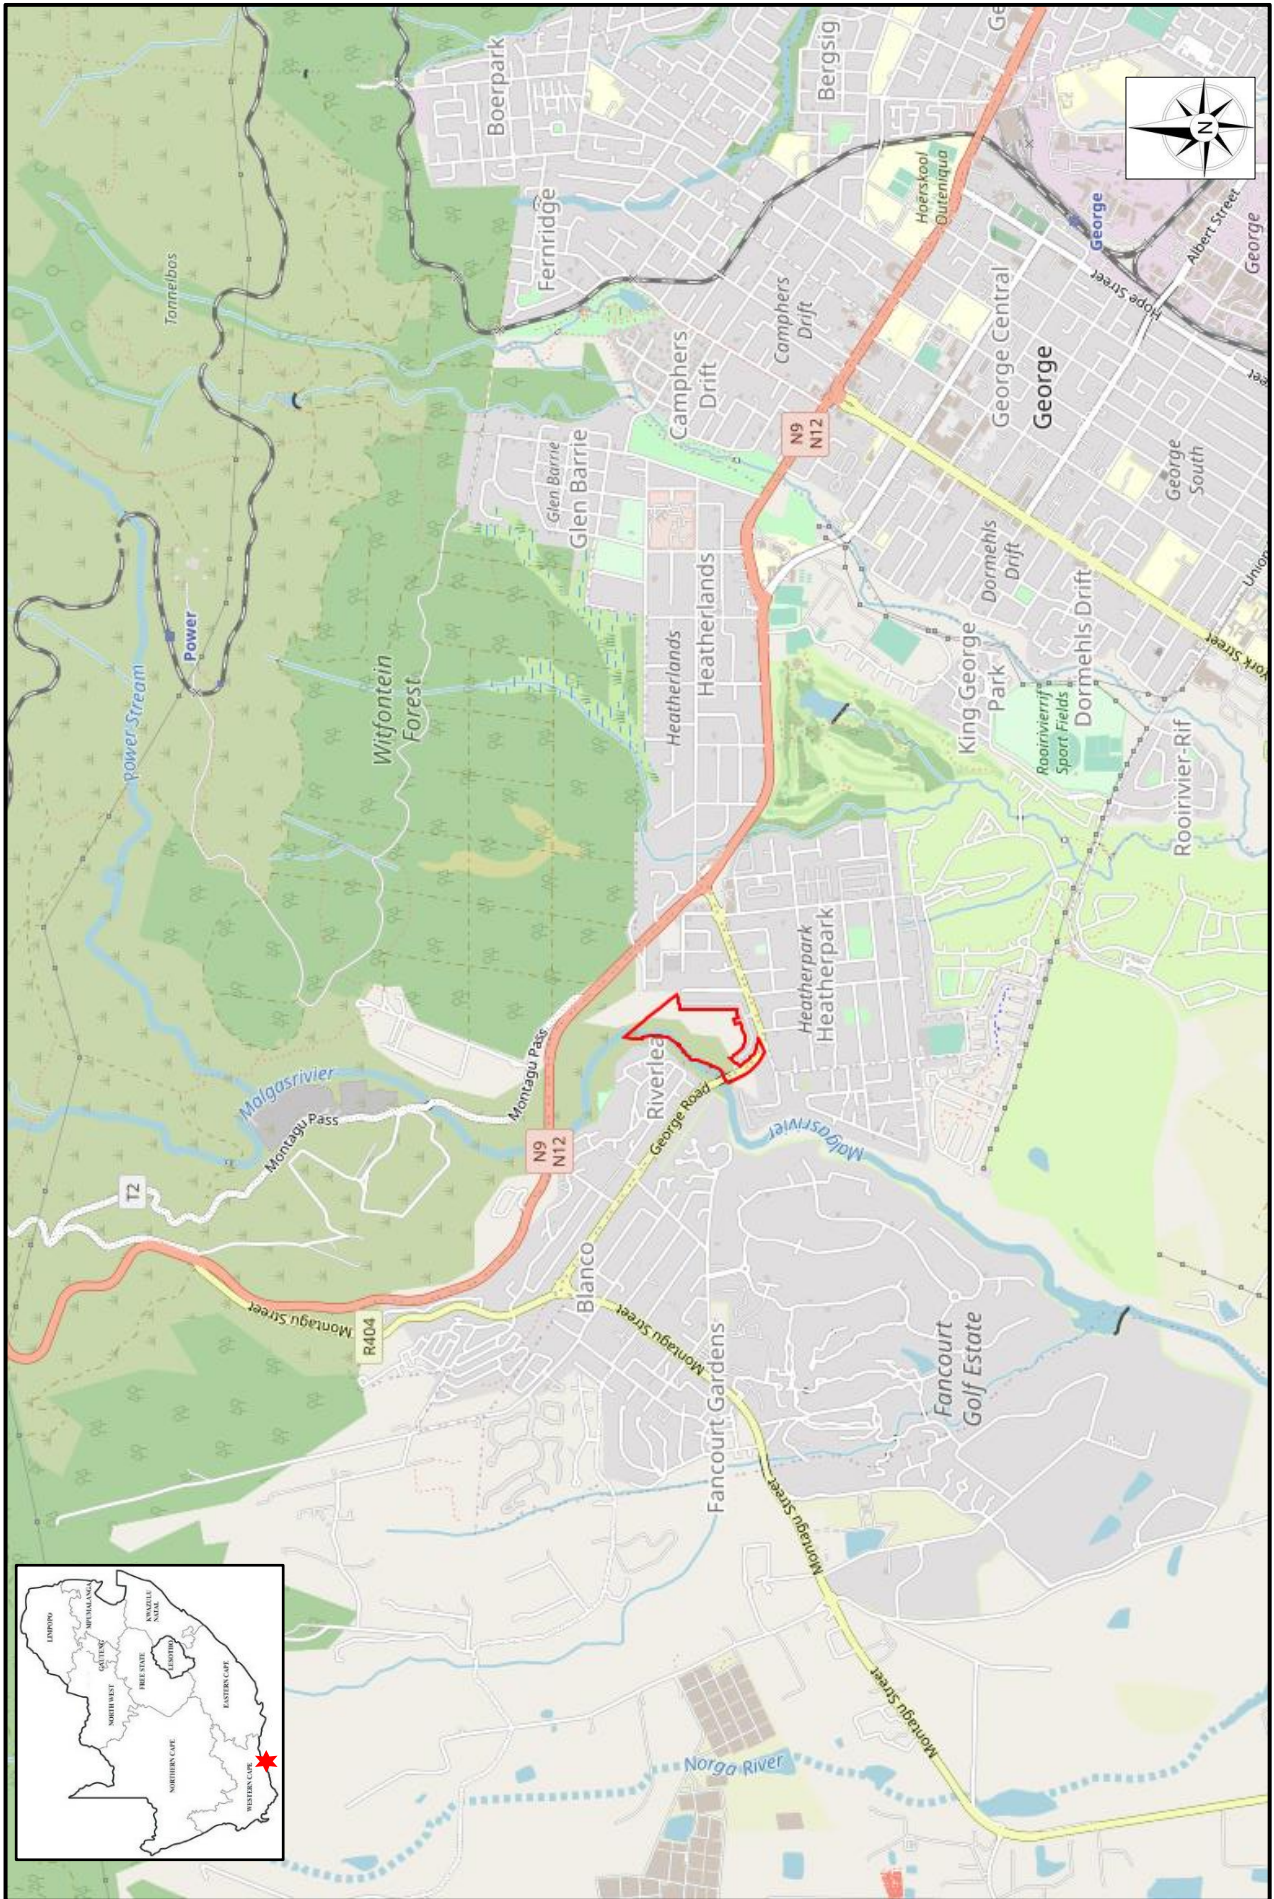 LIMPOPO
MPUMALANGA
GAUTENG
NORTH WEST
FREE STATE
KWAZULU
NATAL
LESOTHO
NORTHERN CAPE
EASTERN CAPE
WESTERN CAPE
T2
Power Stream
Power
Tonnelbos
Malgasrivier
Montagu Pass
Montagu Street
R404
Witfontein
Forest
Boerpark
Montagu Pass
N9
N12
Fernridge
Glen Barrie
Glen Barrie
Blanco
Montagu Street
Riverlea
George Road
Heatherlands
Heatherlands
Camphers
Drift
Fancourt Gardens
Norga River
Montagu Street
Malgasrivier
Camphers
Drift
N9
N12
Bergsig
Heatherpark
Heatherpark
Montagu Street
Fancourt
Golf Estate
King George
Park
Dormehls
Drift
George Central
Hoërskool
Outeniqua
Ge
George
Rooirivierrif
Sport Fields
Dormehls Drift
George
Hope Street
Rooirivier-Rif
George
South
Albert Street
York Street
Union
George
reet
N